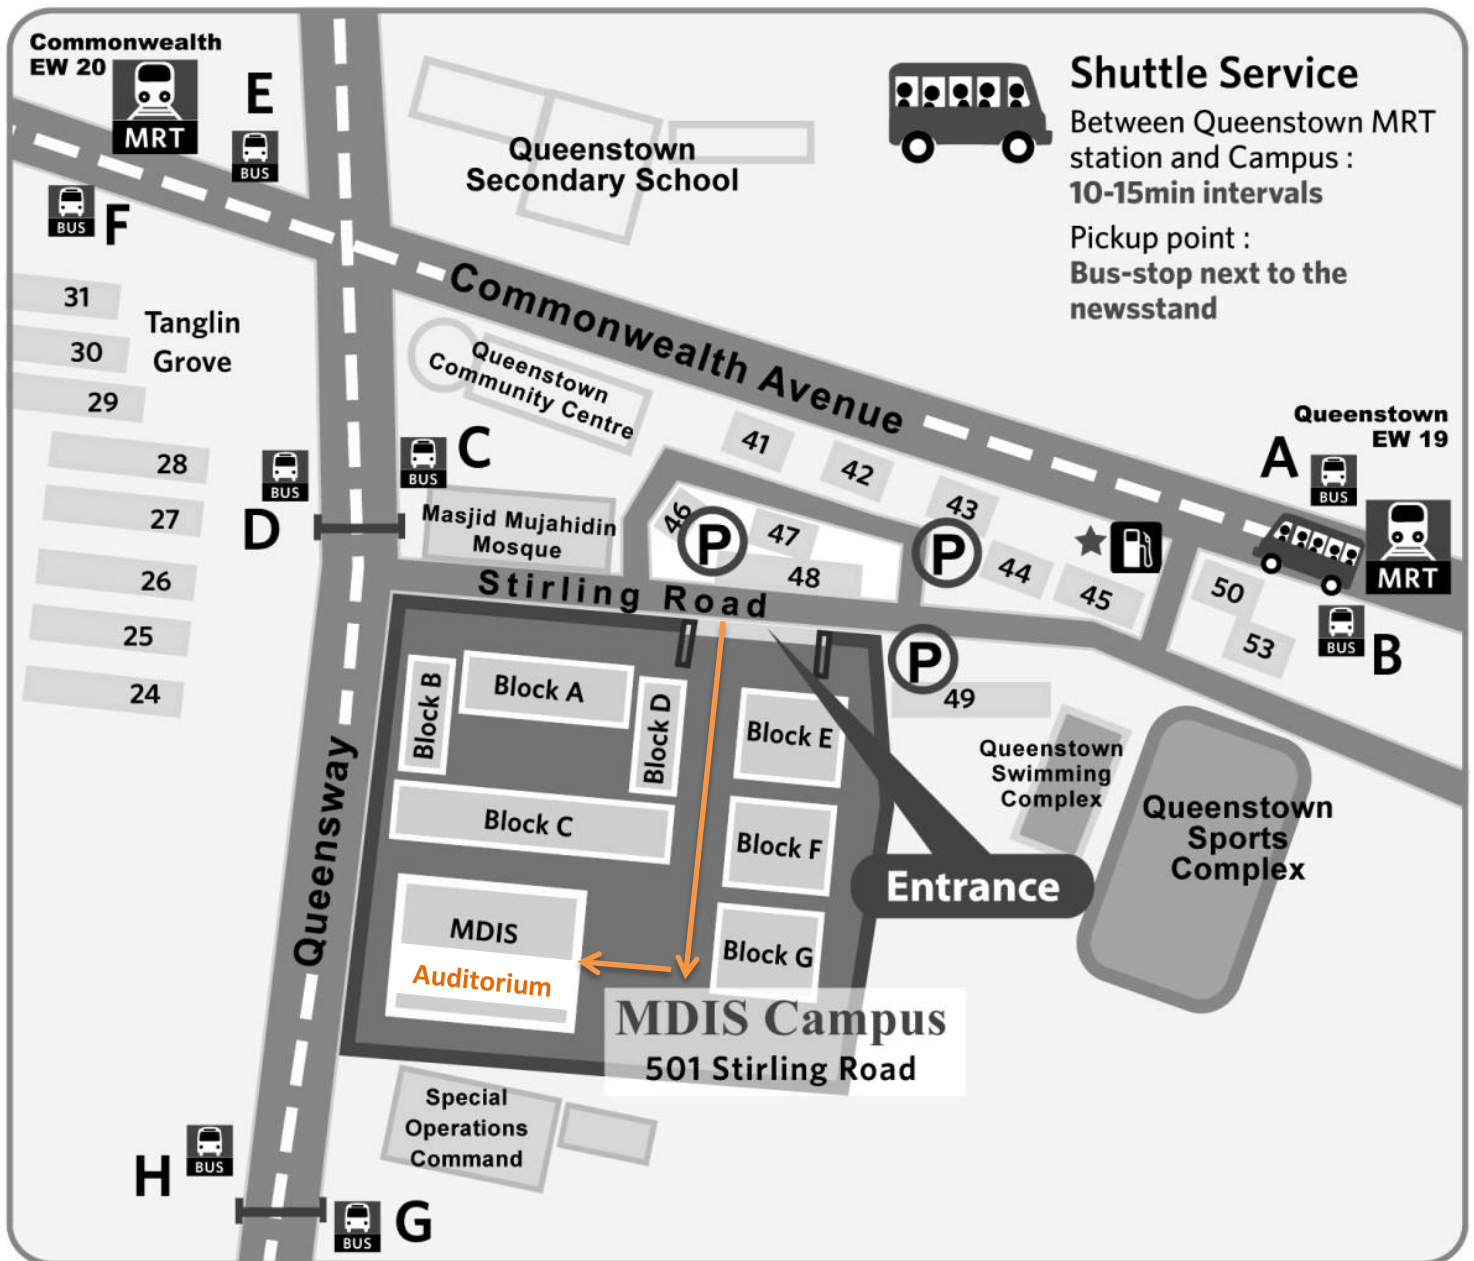 Commonwealth
EW 20
MRT
E
BUS
BUS
F
Queenstown
Secondary School
Shuttle Service
Between Queenstown MRT
station and Campus :
10-15min intervals
Pickup point :
Bus-stop next to the
newsstand
31
30
29
28
27
26
25
24
Tanglin
Grove
Commonwealth Avenue
Queenstown
Community Centre
BUS
C
BUS
D
Masjid Mujahidin
Mosque
41
42
43
44
45
46
47
48
P
P
P
49
50
53
Queenstown
EW 19
A
BUS
MRT
BUS
B
Stirling Road
Queensway
Block A
Block B
Block D
Block C
Block E
Block F
Block G
MDIS
Auditorium
Entrance
Queenstown
Swimming
Complex
Queenstown
Sports
Complex
MDIS Campus
501 Stirling Road
Special
Operations
Command
H
BUS
BUS
G